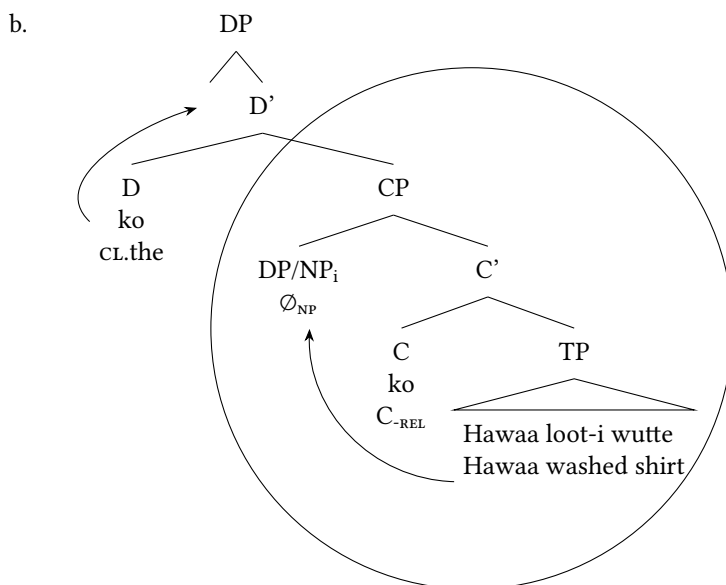 b.
DP
D’
D
CP
ko
CL.the
DP/NPi
C’
∅NP
C
TP
ko
C-REL
Hawaa loot-i wutte
Hawaa washed shirt